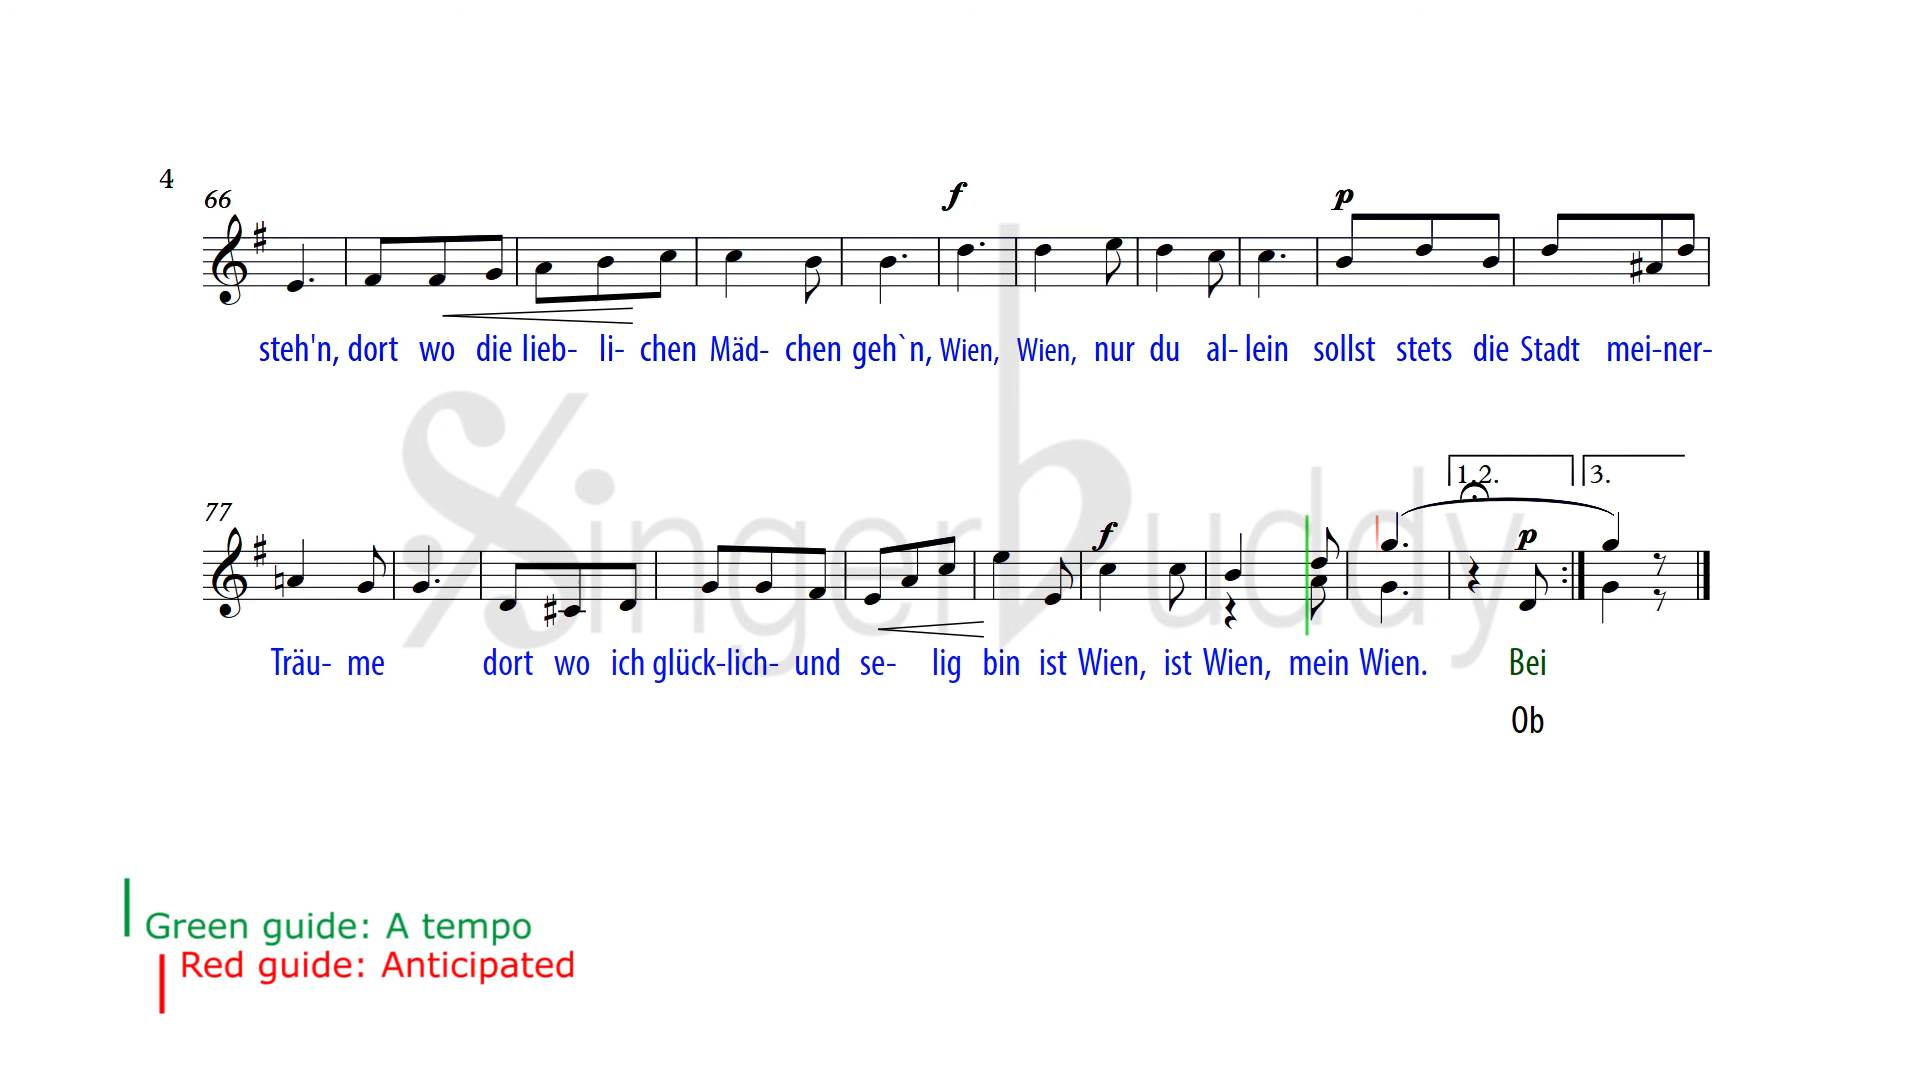 4
66
f
p
steh'n, dort wo die lieb- li- chen Mäd- chen geh`n, Wien, Wien, nur du al- lein sollst stets die Stadt mei-ner-
Singerbuddy
1.2.
3.
77
f
p
Träu- me dort wo ich glück-lich- und se- lig bin ist Wien, ist Wien, mein Wien. Bei
Ob
Green guide: A tempo
Red guide: Anticipated